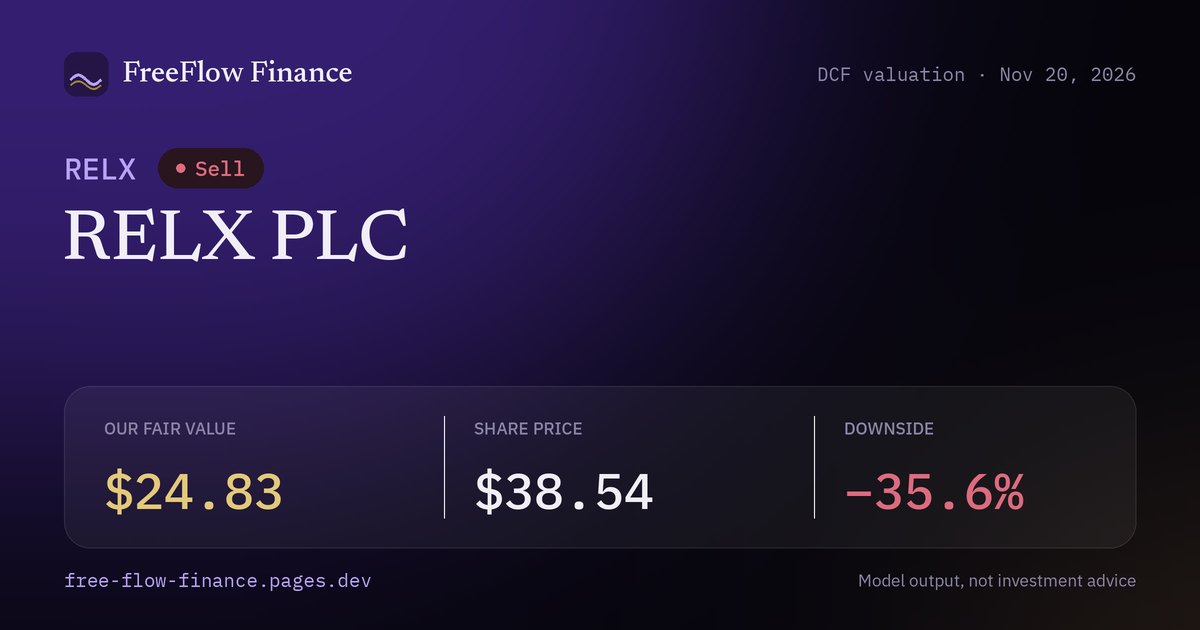 FreeFlow Finance
DCF valuation · Nov 20, 2026
RELX
Sell
RELX PLC
OUR FAIR VALUE
$24.83
SHARE PRICE
$38.54
DOWNSIDE
−35.6%
free-flow-finance.pages.dev
Model output, not investment advice